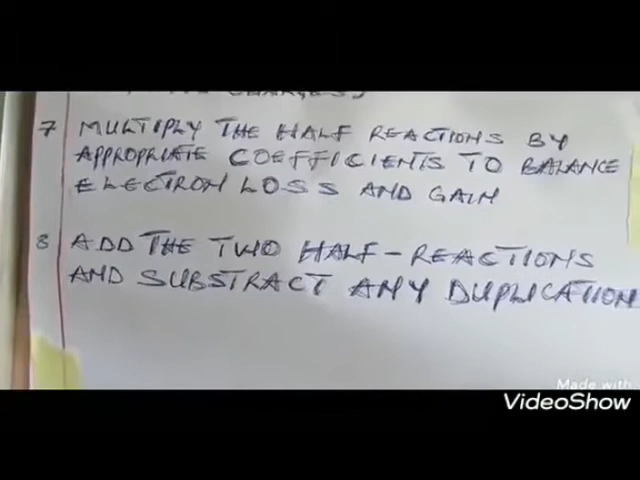 7 MULTIPLY THE HALF REACTIONS BY
APPROPRIATE COEFFICIENTS TO BALANCE
ELECTRON LOSS AND GAIN
8 ADD THE TWO HALF-REACTIONS
AND SUBSTRACT ANY DUPLICATION
Made with
VideoShow